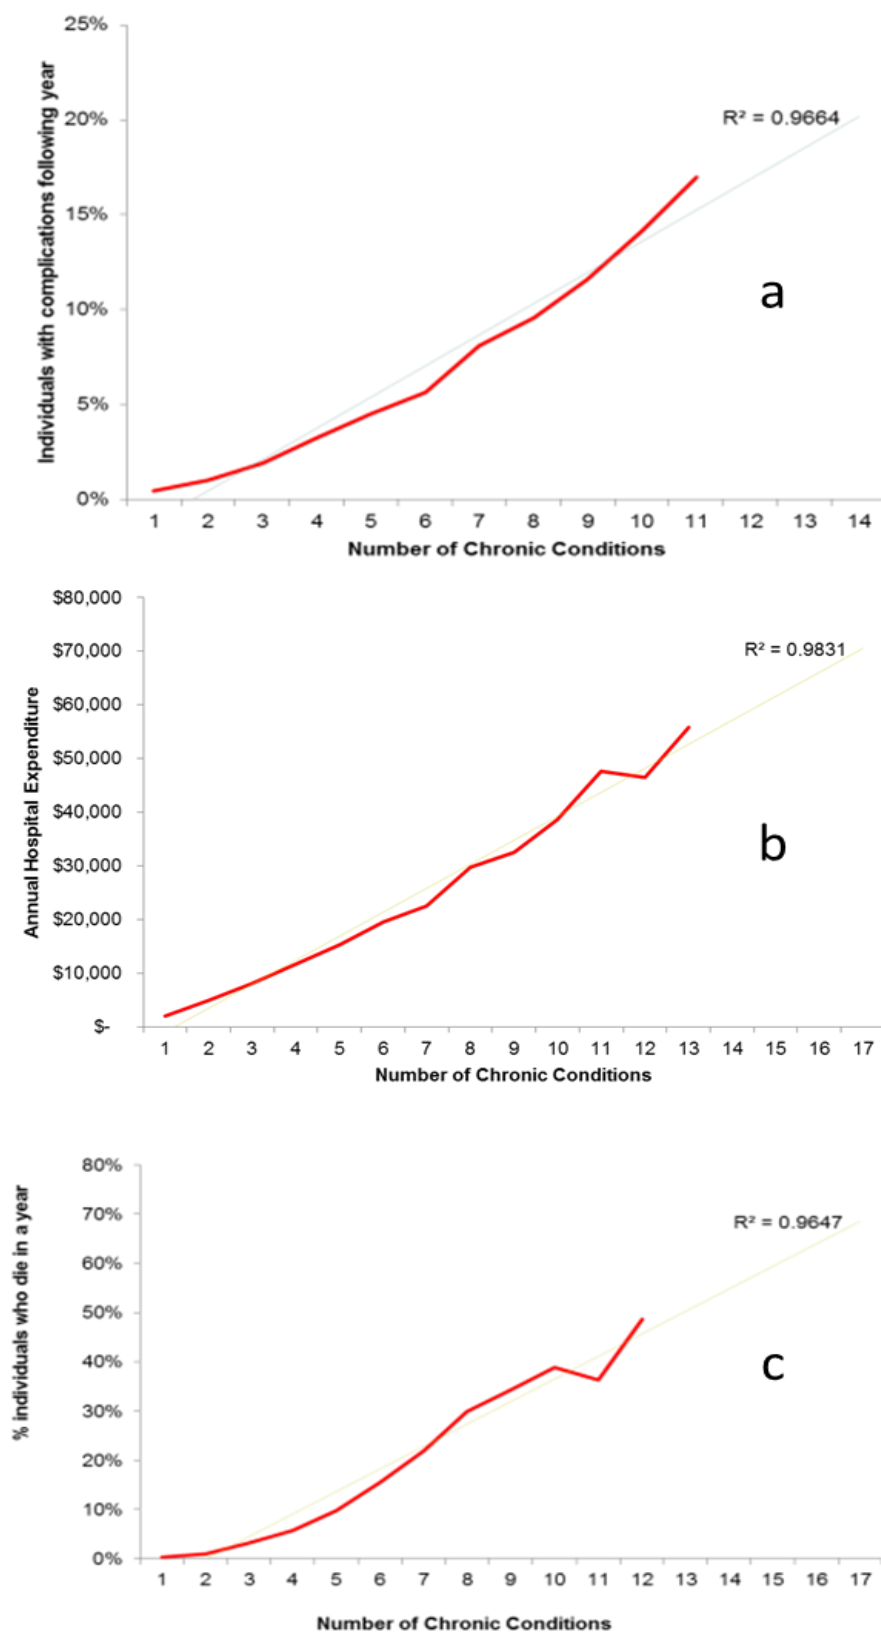 25%
20%
15%
10%
5%
0%
Individuals with complications following year
R² = 0.9664
a
1 2 3 4 5 6 7 8 9 10 11 12 13 14
Number of Chronic Conditions
$80,000
$70,000
$60,000
$50,000
$40,000
$30,000
$20,000
$10,000
$-
Annual Hospital Expenditure
R² = 0.9831
b
1 2 3 4 5 6 7 8 9 10 11 12 13 14 15 16 17
Number of Chronic Conditions
80%
70%
60%
50%
40%
30%
20%
10%
0%
% individuals who die in a year
R² = 0.9647
c
1 2 3 4 5 6 7 8 9 10 11 12 13 14 15 16 17
Number of Chronic Conditions